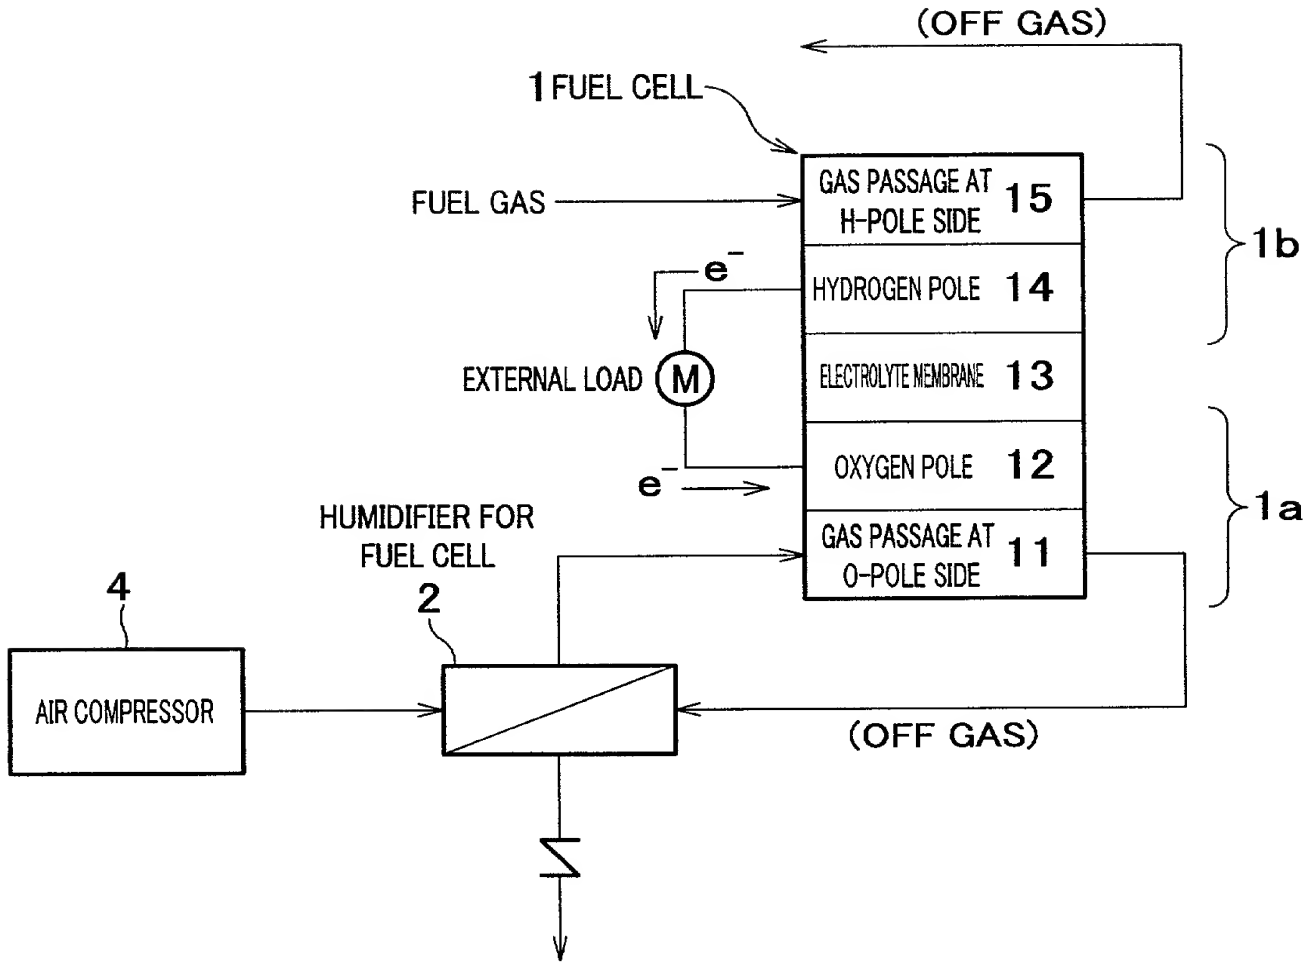 (OFF GAS)
1 FUEL CELL
FUEL GAS
GAS PASSAGE AT
H-POLE SIDE
15
1b
e⁻
HYDROGEN POLE 14
EXTERNAL LOAD
M
ELECTROLYTE MEMBRANE 13
OXYGEN POLE 12
e⁻
1a
HUMIDIFIER FOR
FUEL CELL
2
GAS PASSAGE AT
O-POLE SIDE
11
4
AIR COMPRESSOR
(OFF GAS)